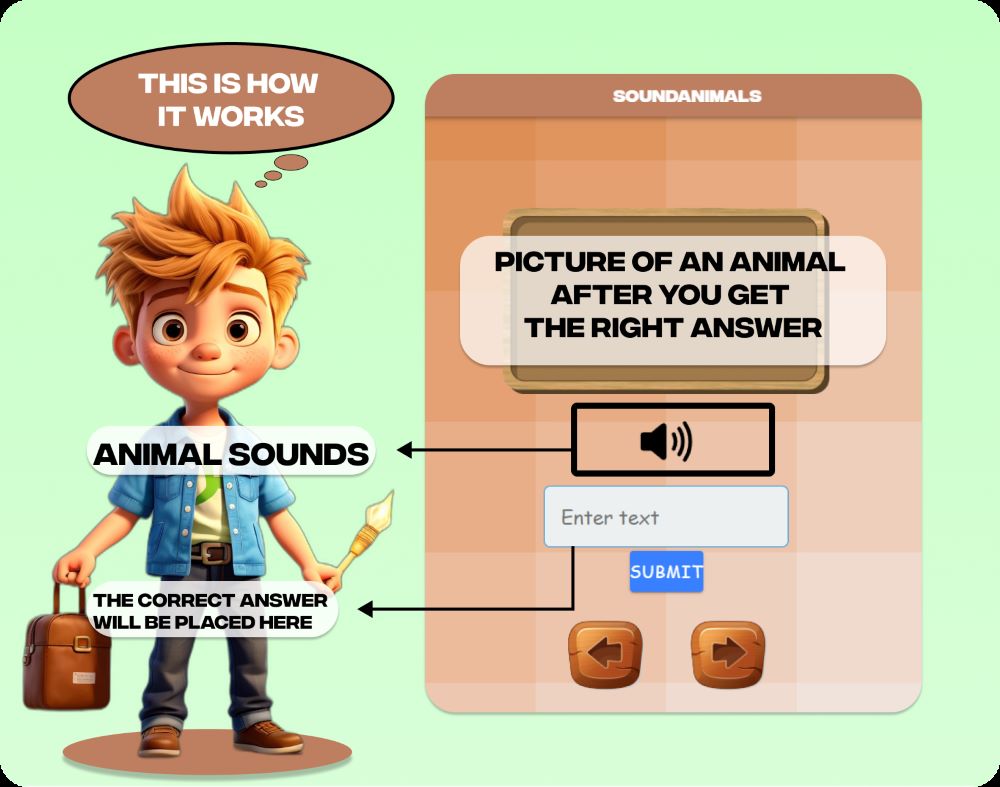 THIS IS HOW
IT WORKS
SOUNDANIMALS
PICTURE OF AN ANIMAL
AFTER YOU GET
THE RIGHT ANSWER
ANIMAL SOUNDS
Enter text
SUBMIT
THE CORRECT ANSWER
WILL BE PLACED HERE